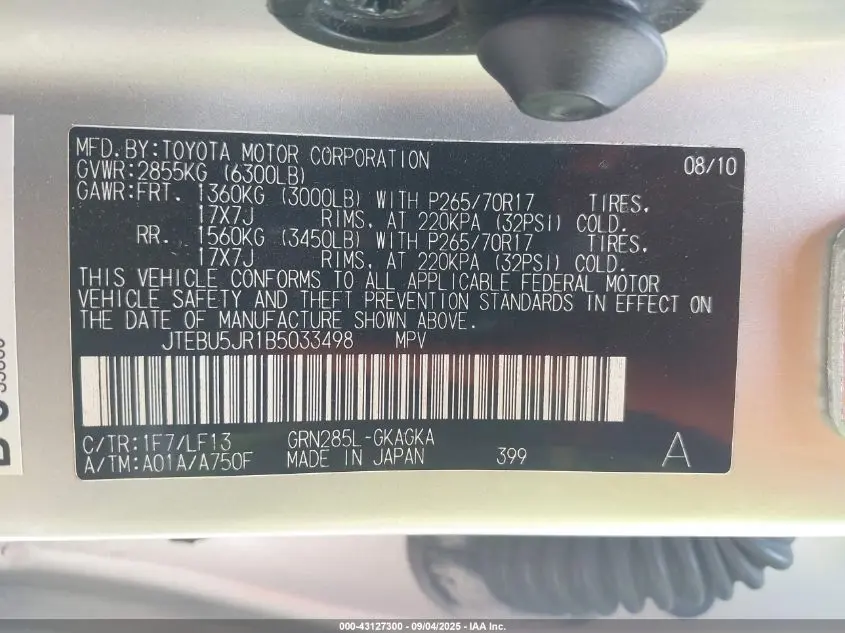 MFD. BY: TOYOTA MOTOR CORPORATION 08/10
GVWR: 2855KG (6300LB)
GAWR: FRT. 1360KG (3000LB) WITH P265/70R17 TIRES,
17X7J RIMS, AT 220KPA (32PSI) COLD.
RR. 1560KG (3450LB) WITH P265/70R17 TIRES,
17X7J RIMS, AT 220KPA (32PSI) COLD.
THIS VEHICLE CONFORMS TO ALL APPLICABLE FEDERAL MOTOR
VEHICLE SAFETY AND THEFT PREVENTION STANDARDS IN EFFECT ON
THE DATE OF MANUFACTURE SHOWN ABOVE.
JTEBU5JR1B5033498 MPV
C/TR: 1F7/LF13 GRN285L-GKAGKA
A/TM: A01A/A750F MADE IN JAPAN 399 A
000-43127300 - 09/04/2025 - IAA Inc.